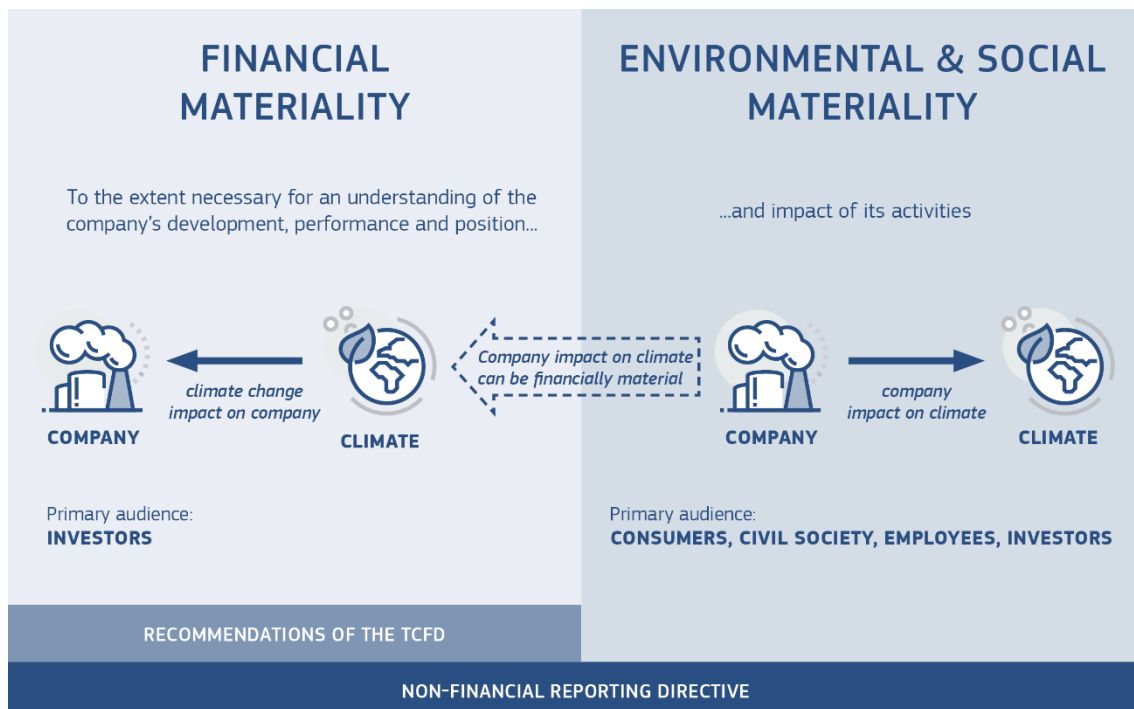 FINANCIAL
MATERIALITY
To the extent necessary for an understanding of the
company's development, performance and position...
climate change
impact on company
COMPANY
CLIMATE
Primary audience:
INVESTORS
RECOMMENDATIONS OF THE TCFD
Company impact on climate
can be financially material
ENVIRONMENTAL & SOCIAL
MATERIALITY
...and impact of its activities
company
impact on climate
COMPANY
CLIMATE
Primary audience:
CONSUMERS, CIVIL SOCIETY, EMPLOYEES, INVESTORS
NON-FINANCIAL REPORTING DIRECTIVE